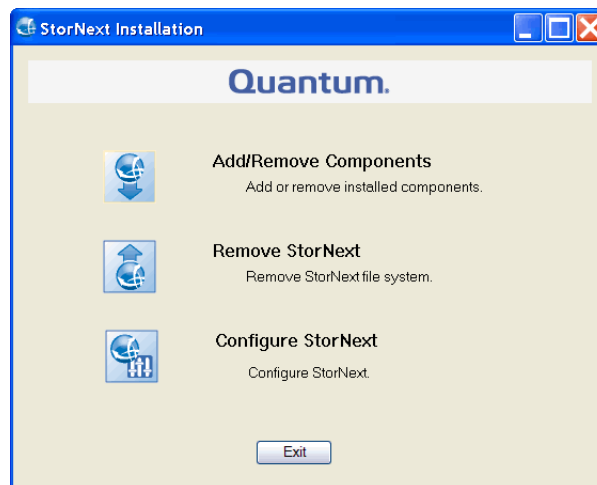 StorNext Installation
Quantum.
Add/Remove Components
Add or remove installed components.
Remove StorNext
Remove StorNext file system.
Configure StorNext
Configure StorNext.
Exit